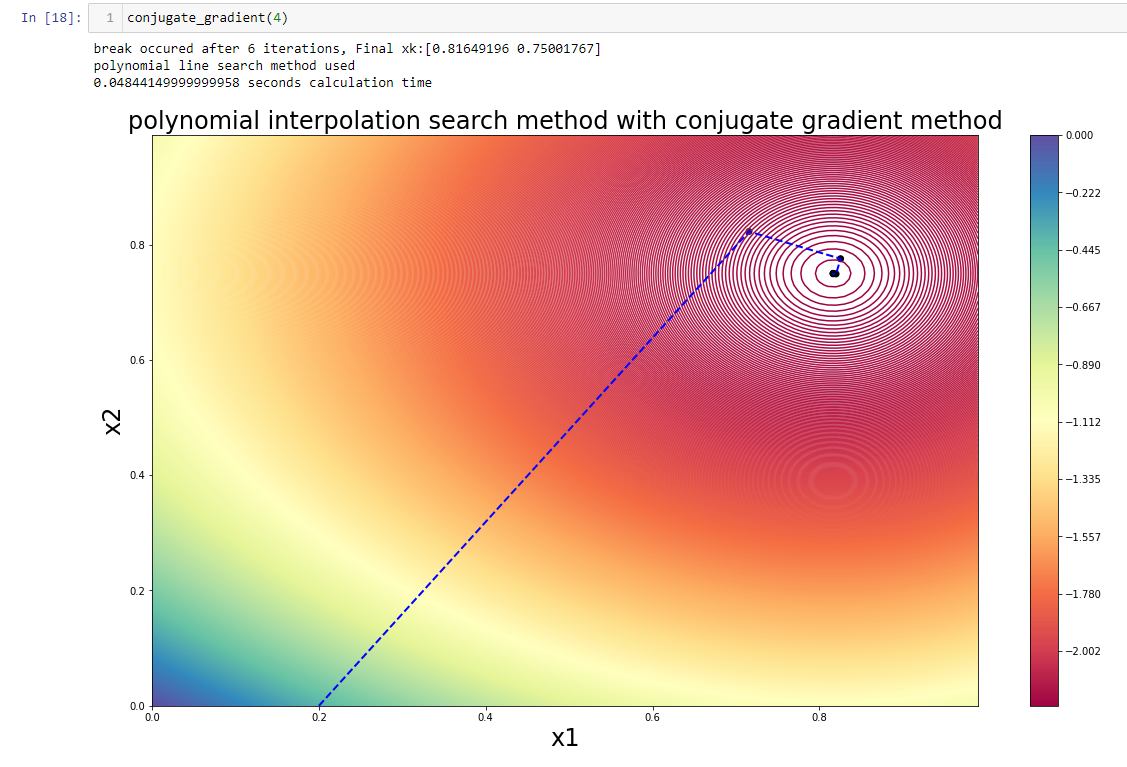 In [18]: 1 conjugate_gradient(4)
break occured after 6 iterations, Final xk:[0.81649196 0.75001767]
polynomial line search method used
0.04844149999999958 seconds calculation time
polynomial interpolation search method with conjugate gradient method
0.8
0.6
0.4
0.2
0.0
x2
0.0 0.2 0.4 0.6 0.8
x1
0.000
−0.222
−0.445
−0.667
−0.890
−1.112
−1.335
−1.557
−1.780
−2.002